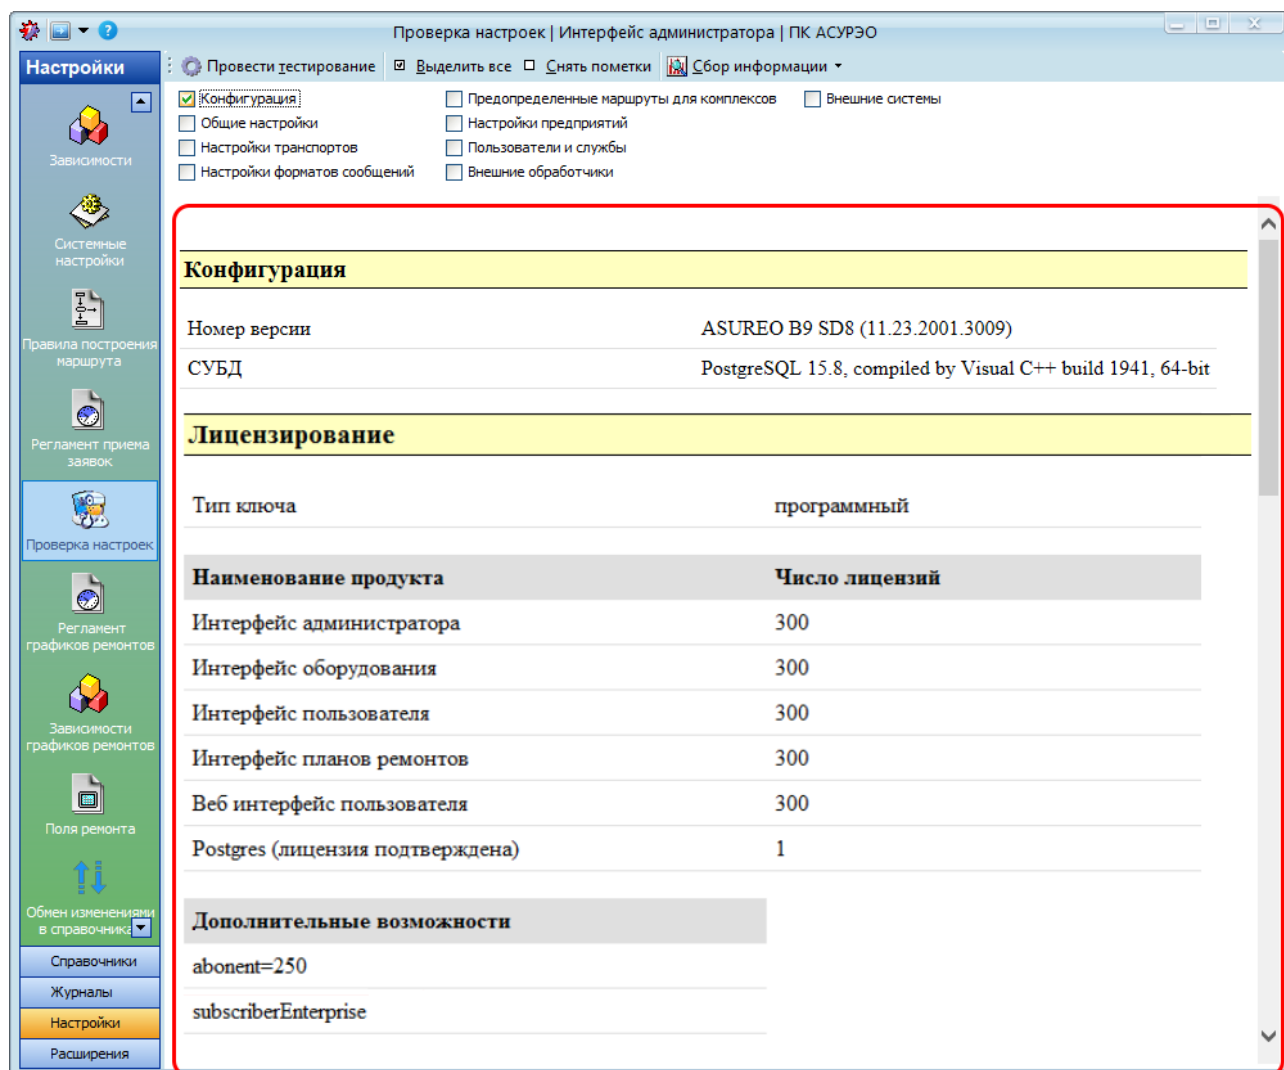 Проверка настроек | Интерфейс администратора | ПК АСУРЭО
Настройки
Провести тестирование
Выделить все
Снять пометки
Сбор информации
Конфигурация
Предопределенные маршруты для комплексов
Внешние системы
Общие настройки
Настройки предприятий
Настройки транспортов
Пользователи и службы
Настройки форматов сообщений
Внешние обработчики
Зависимости
Системные
настройки
Правила построения
маршрута
Регламент приема
заявок
Проверка настроек
Регламент
графиков ремонтов
Зависимости
графиков ремонтов
Поля ремонта
Обмен изменениями
в справочника
Справочники
Журналы
Настройки
Расширения
Конфигурация
Номер версии ASUREO B9 SD8 (11.23.2001.3009)
СУБД PostgreSQL 15.8, compiled by Visual C++ build 1941, 64-bit
Лицензирование
Тип ключа программный
Наименование продукта Число лицензий
Интерфейс администратора 300
Интерфейс оборудования 300
Интерфейс пользователя 300
Интерфейс планов ремонтов 300
Веб интерфейс пользователя 300
Postgres (лицензия подтверждена) 1
Дополнительные возможности
abonent=250
subscriberEnterprise